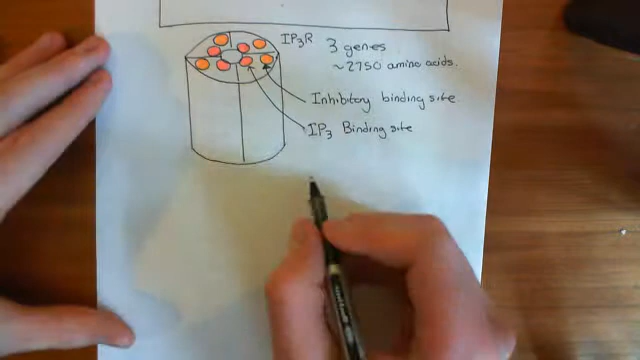 IP3R 3 genes
~2750 amino acids.
Inhibitory binding site.
IP3 Binding site